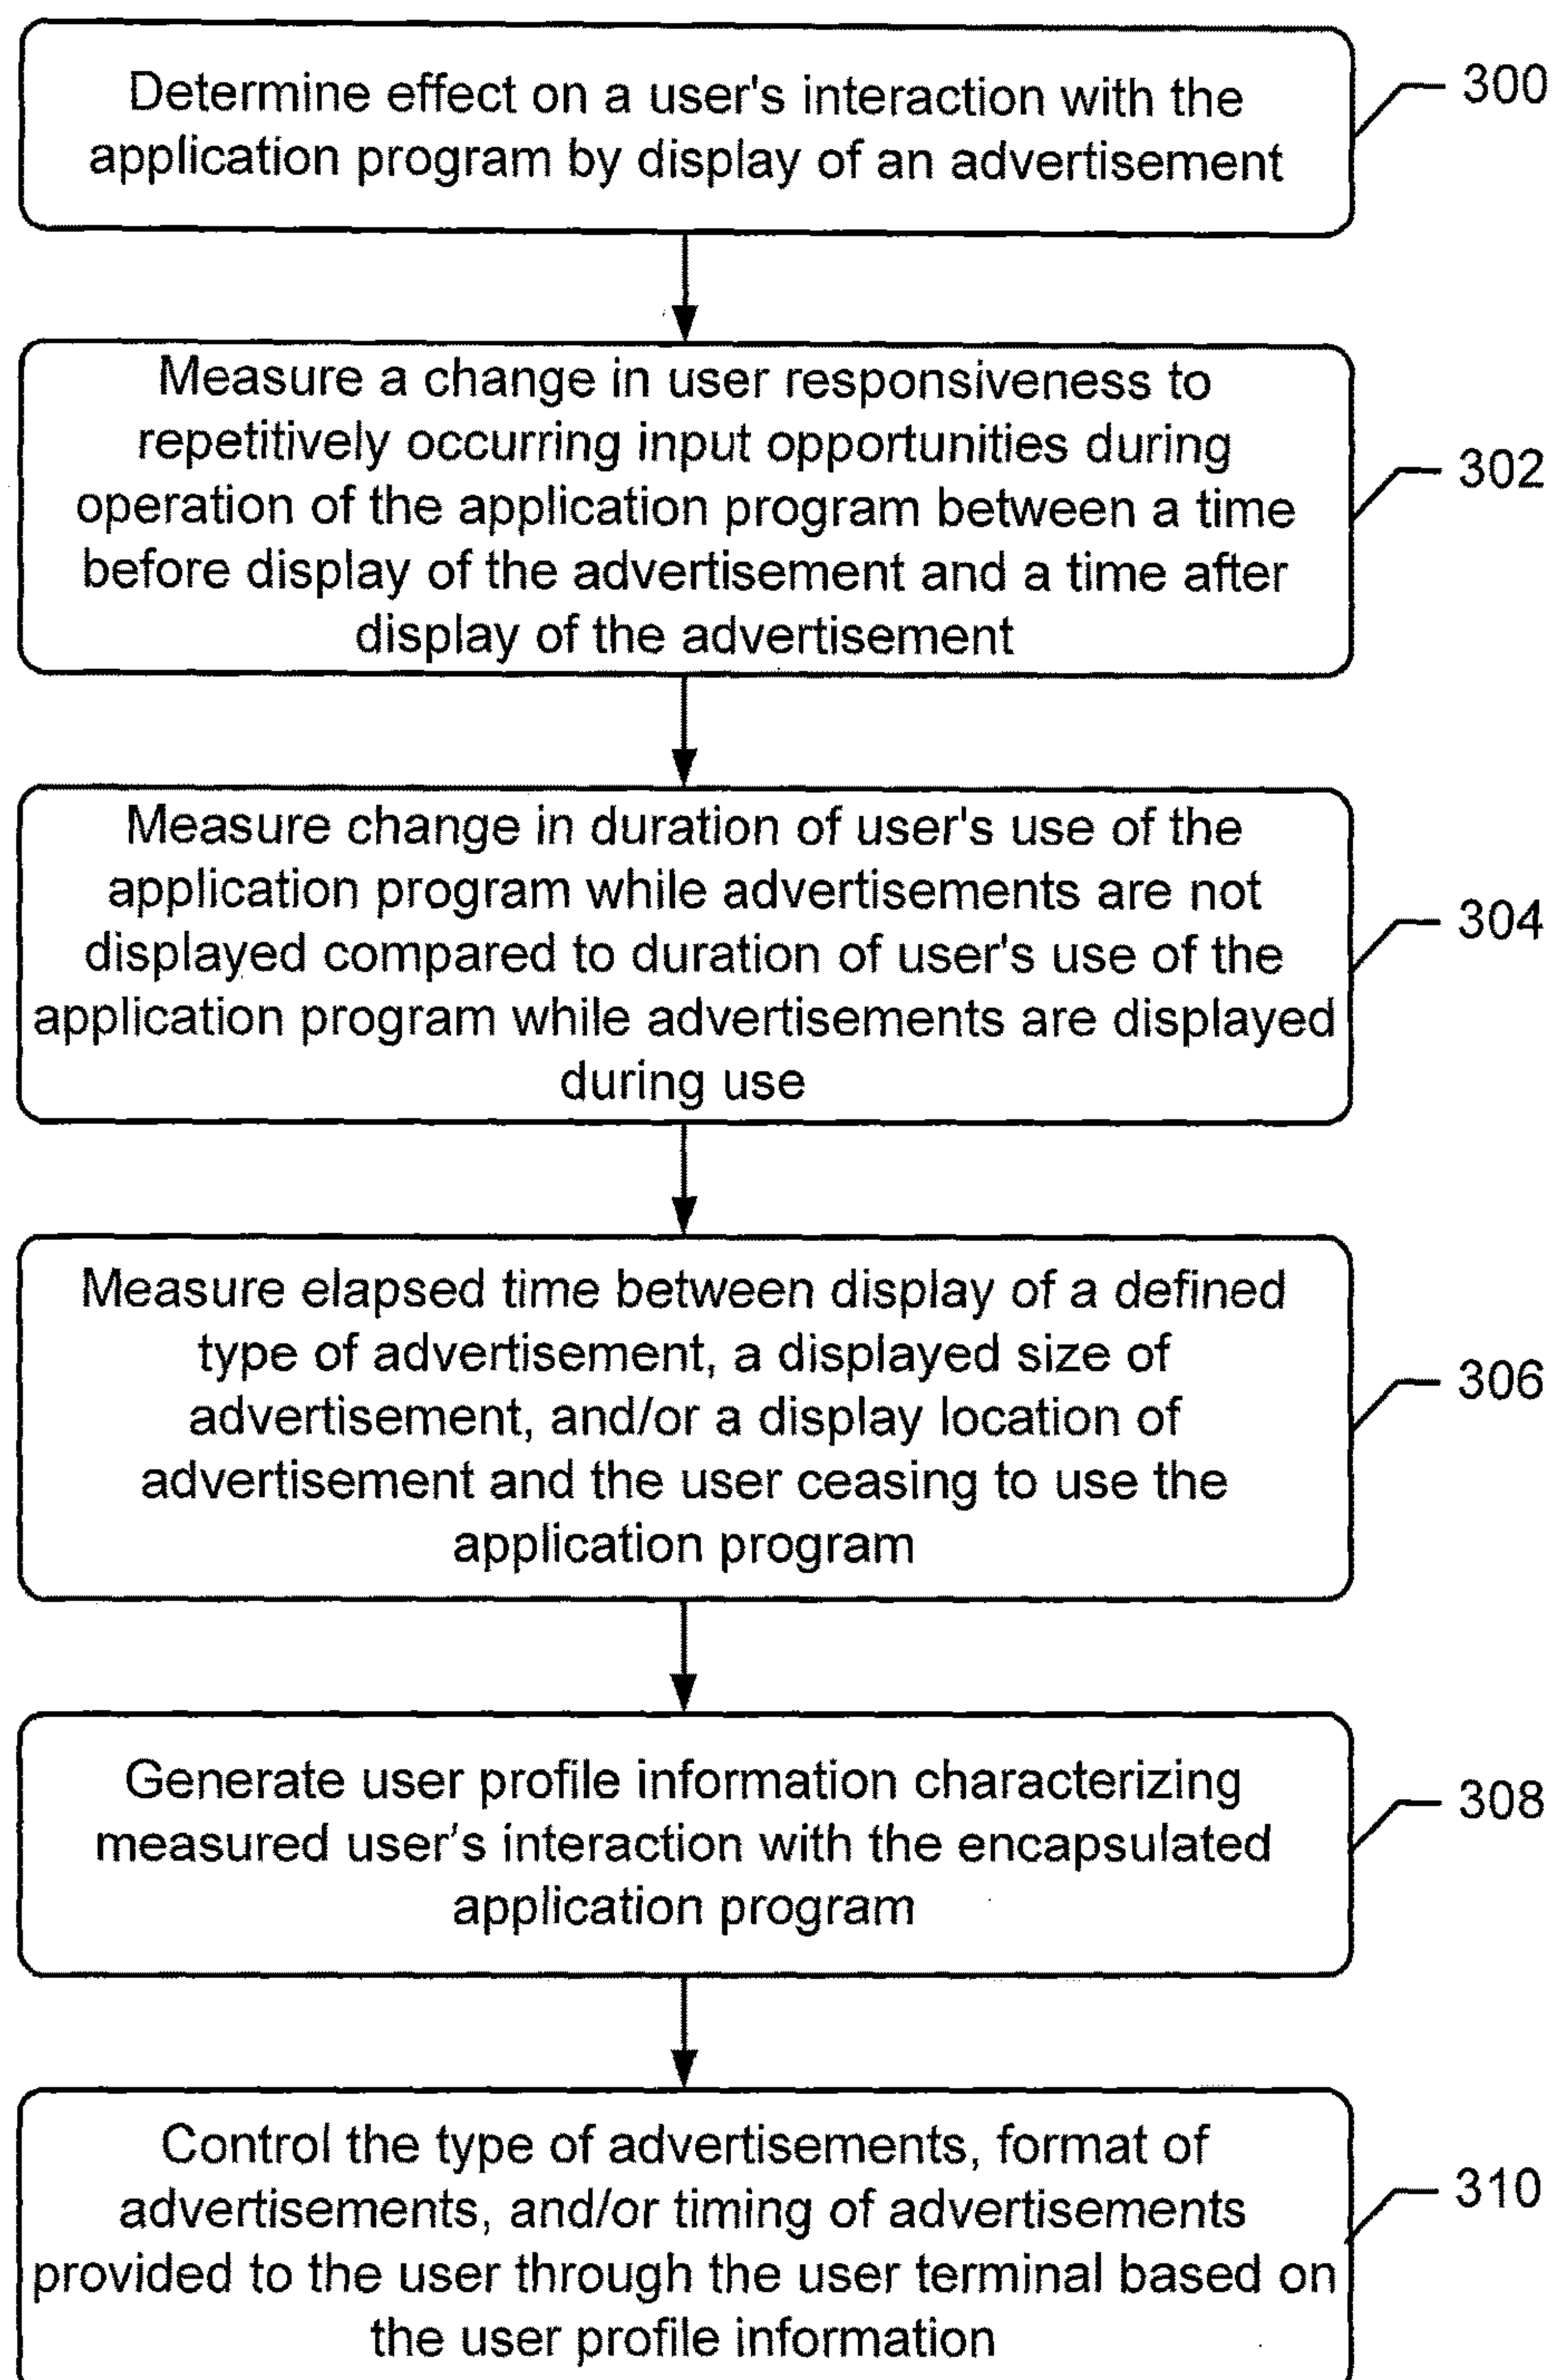 Determine effect on a user's interaction with the
application program by display of an advertisement
300
Measure a change in user responsiveness to
repetitively occurring input opportunities during
operation of the application program between a time
before display of the advertisement and a time after
display of the advertisement
302
Measure change in duration of user's use of the
application program while advertisements are not
displayed compared to duration of user's use of the
application program while advertisements are displayed
during use
304
Measure elapsed time between display of a defined
type of advertisement, a displayed size of
advertisement, and/or a display location of
advertisement and the user ceasing to use the
application program
306
Generate user profile information characterizing
measured user's interaction with the encapsulated
application program
308
Control the type of advertisements, format of
advertisements, and/or timing of advertisements
provided to the user through the user terminal based on
the user profile information
310